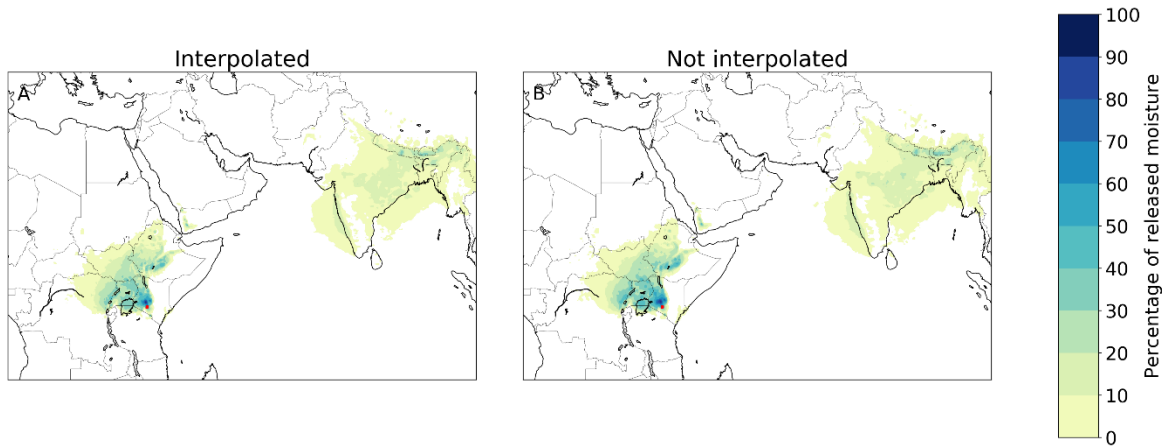 Interpolated
Not interpolated
A
B
100
90
80
70
60
50
40
30
20
10
0
Percentage of released moisture